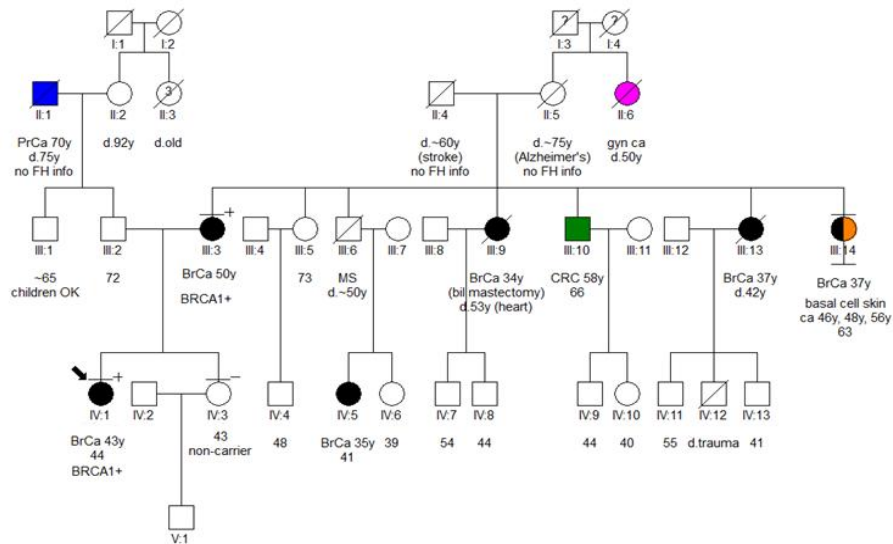 I:1 I:2 ? I:3 ? I:4
II:1 II:2 3 II:3 II:4 II:5 II:6
PrCa 70y d.92y d.old d.~60y d.~75y gyn ca
d.75y (stroke) (Alzheimer's) d.50y
no FH info no FH info no FH info
+
III:1 III:2 III:3 III:4 III:5 III:6 III:7 III:8 III:9 III:10 III:11 III:12 III:13 III:14
~65 72 BrCa 50y 73 MS BrCa 34y CRC 58y BrCa 37y BrCa 37y
children OK d.~50y (bil mastectomy) 66 d.42y basal cell skin
BRCA1+ d.53y (heart) ca 46y, 48y, 56y
63
+ −
IV:1 IV:2 IV:3 IV:4 IV:5 IV:6 IV:7 IV:8 IV:9 IV:10 IV:11 IV:12 IV:13
BrCa 43y 43 48 BrCa 35y 39 54 44 44 40 55 d.trauma 41
44 non-carrier 41
BRCA1+
V:1